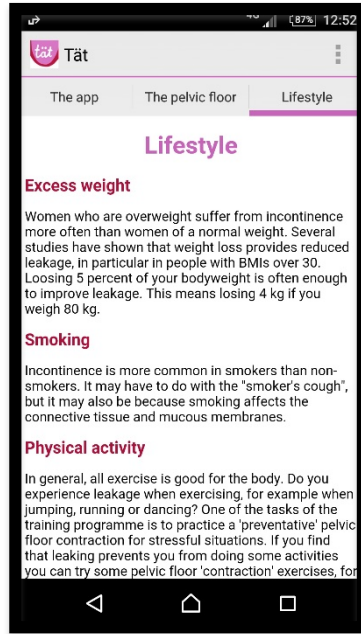 4G 87% 12:52
tät Tät
The app The pelvic floor Lifestyle
Lifestyle
Excess weight
Women who are overweight suffer from incontinence
more often than women of a normal weight. Several
studies have shown that weight loss provides reduced
leakage, in particular in people with BMIs over 30.
Loosing 5 percent of your bodyweight is often enough
to improve leakage. This means losing 4 kg if you
weigh 80 kg.
Smoking
Incontinence is more common in smokers than non-
smokers. It may have to do with the "smoker's cough",
but it may also be because smoking affects the
connective tissue and mucous membranes.
Physical activity
In general, all exercise is good for the body. Do you
experience leakage when exercising, for example when
jumping, running or dancing? One of the tasks of the
training programme is to practice a 'preventative' pelvic
floor contraction for stressful situations. If you find
that leaking prevents you from doing some activities
you can try some pelvic floor 'contraction' exercises, for